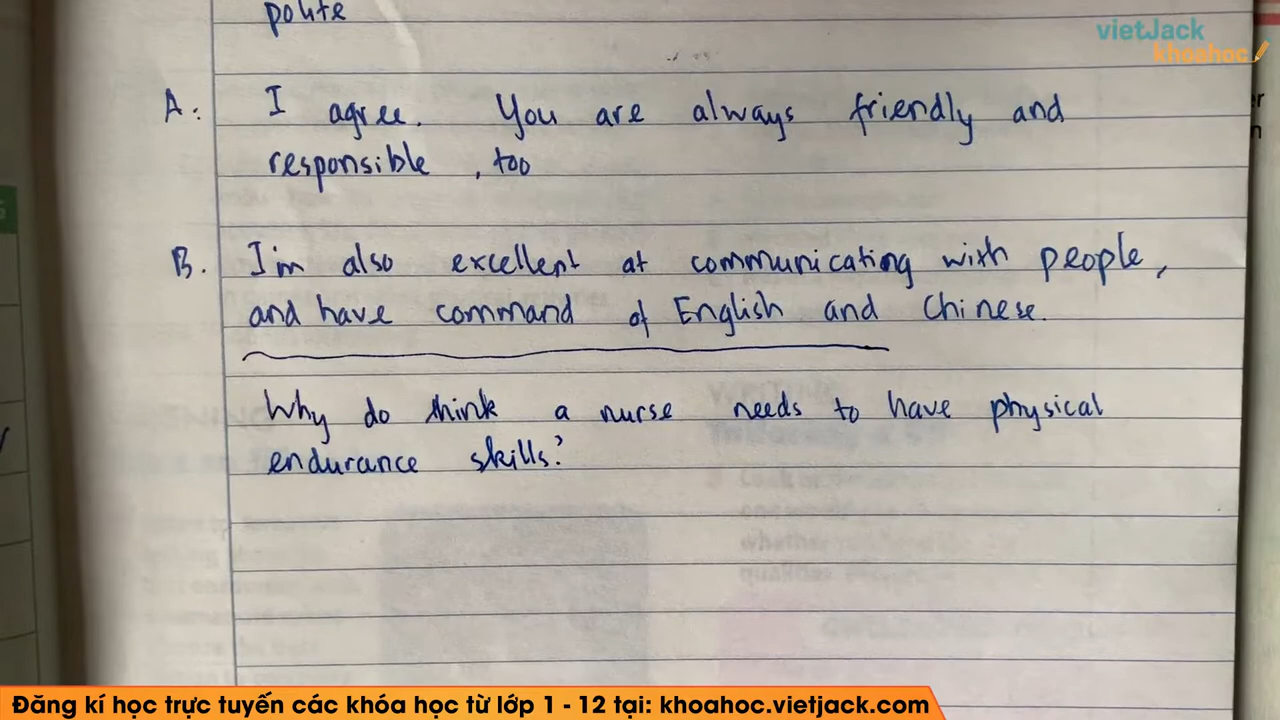 polite
vietJack
khoahoc
A: I agree. You are always friendly and
responsible, too
B. I'm also excellent at communicating with people,
and have command of English and Chinese.
Why do think a nurse needs to have physical
endurance skills?
Đăng kí học trực tuyến các khóa học từ lớp 1 - 12 tại: khoahoc.vietjack.com